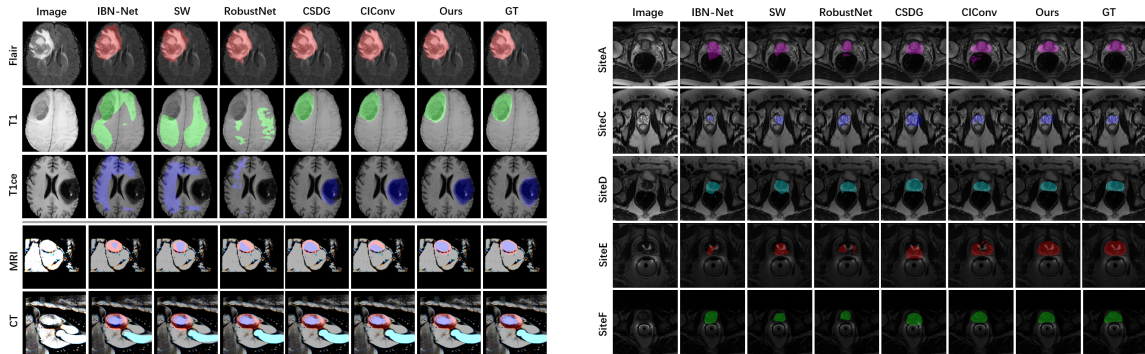 Image IBN-Net SW RobustNet CSDG CIConv Ours GT
Flair
T1
T1ce
MRI
CT
Image IBN-Net SW RobustNet CSDG CIConv Ours GT
SiteA
SiteC
SiteD
SiteE
SiteF